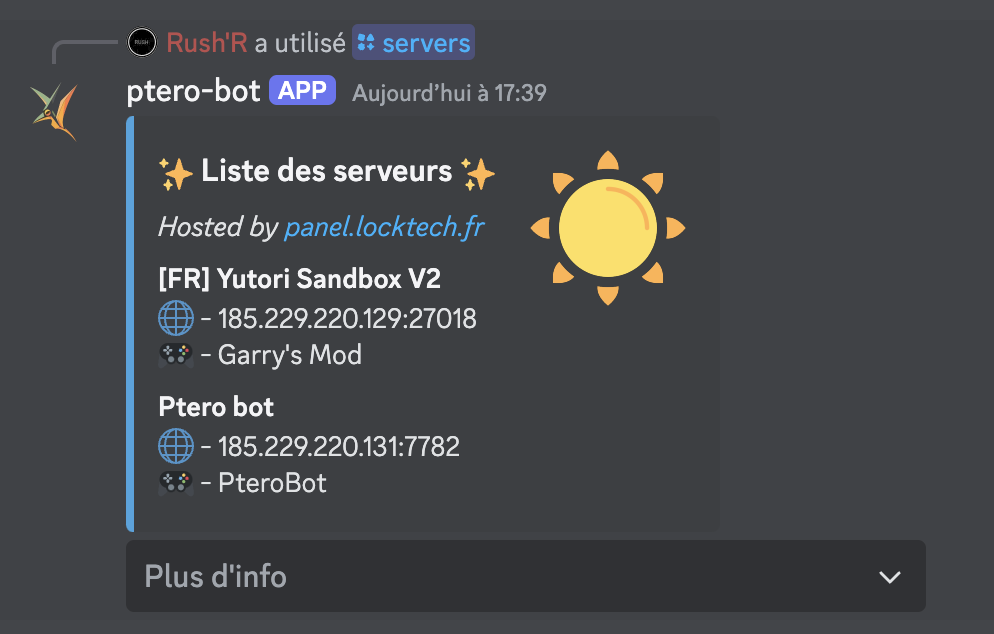 Rush'R a utilisé servers
ptero-bot APP Aujourd’hui à 17:39
Liste des serveurs
Hosted by panel.locktech.fr
[FR] Yutori Sandbox V2
- 185.229.220.129:27018
- Garry's Mod
Ptero bot
- 185.229.220.131:7782
- PteroBot
Plus d'info